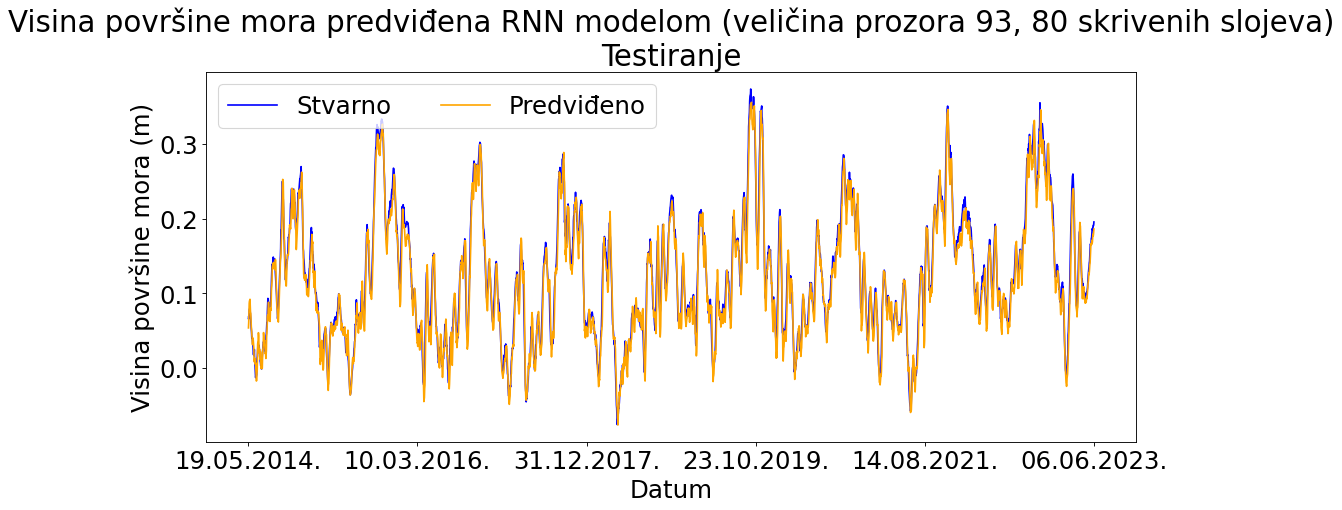 Visina površine mora predviđena RNN modelom (veličina prozora 93, 80 skrivenih slojeva)
Testiranje
Stvarno Predviđeno
Visina površine mora (m)
0.3
0.2
0.1
0.0
19.05.2014. 10.03.2016. 31.12.2017. 23.10.2019. 14.08.2021. 06.06.2023.
Datum